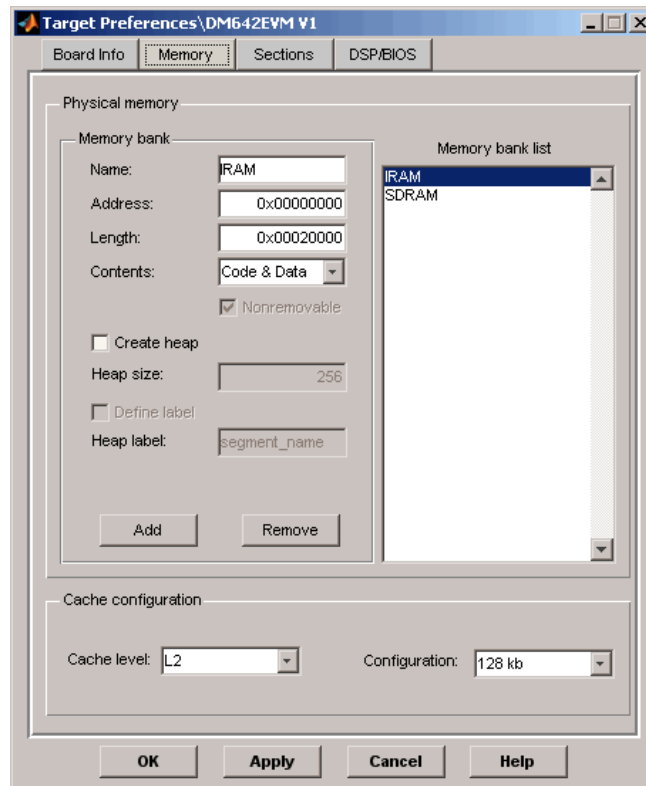 Target Preferences\DM642EVM V1
Board Info Memory Sections DSP/BIOS
Physical memory
Memory bank
Memory bank list
Name: IRAM
Address: 0x00000000
Length: 0x00020000
Contents: Code & Data
Nonremovable
Create heap
Heap size: 256
Define label
Heap label: segment_name
Add Remove
IRAM
SDRAM
Cache configuration
Cache level: L2 Configuration: 128 kb
OK Apply Cancel Help